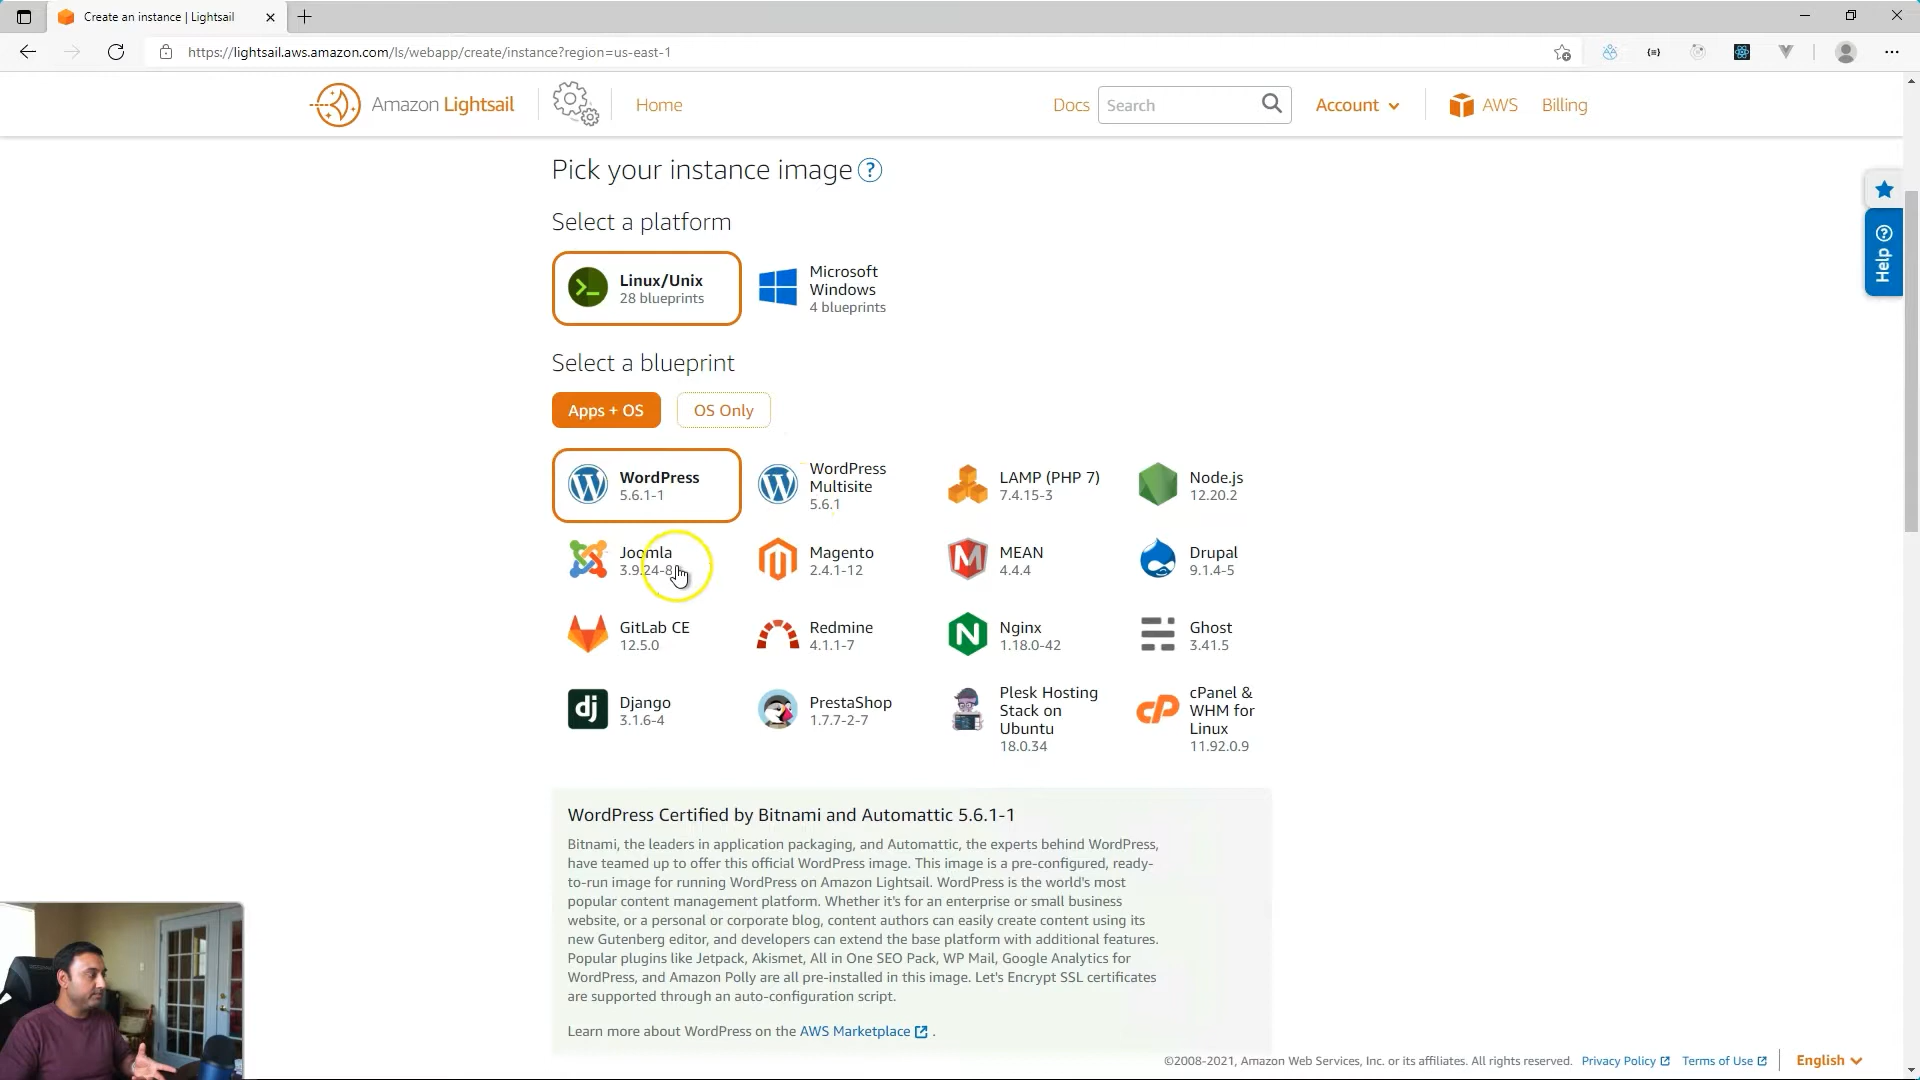 Create an instance | Lightsail
https://lightsail.aws.amazon.com/ls/webapp/create/instance?region=us-east-1
Amazon Lightsail
Home
Docs
Search
Account
AWS
Billing
Pick your instance image ?
Select a platform
Linux/Unix
28 blueprints
Microsoft
Windows
4 blueprints
Help ?
Select a blueprint
Apps + OS
OS Only
WordPress
5.6.1-1
WordPress
Multisite
5.6.1
LAMP (PHP 7)
7.4.15-3
Node.js
12.20.2
Joomla
3.9.24-8
Magento
2.4.1-12
MEAN
4.4.4
Drupal
9.1.4-5
GitLab CE
12.5.0
Redmine
4.1.1-7
Nginx
1.18.0-42
Ghost
3.41.5
dj
Django
3.1.6-4
PrestaShop
1.7.7-2-7
Plesk Hosting
Stack on
Ubuntu
18.0.34
cP
cPanel &
WHM for
Linux
11.92.0.9
WordPress Certified by Bitnami and Automattic 5.6.1-1
Bitnami, the leaders in application packaging, and Automattic, the experts behind WordPress,
have teamed up to offer this official WordPress image. This image is a pre-configured, ready-
to-run image for running WordPress on Amazon Lightsail. WordPress is the world's most
popular content management platform. Whether it's for an enterprise or small business
website, or a personal or corporate blog, content authors can easily create content using its
new Gutenberg editor, and developers can extend the base platform with additional features.
Popular plugins like Jetpack, Akismet, All in One SEO Pack, WP Mail, Google Analytics for
WordPress, and Amazon Polly are all pre-installed in this image. Let's Encrypt SSL certificates
are supported through an auto-configuration script.
Learn more about WordPress on the AWS Marketplace .
©2008-2021, Amazon Web Services, Inc. or its affiliates. All rights reserved. Privacy Policy Terms of Use English